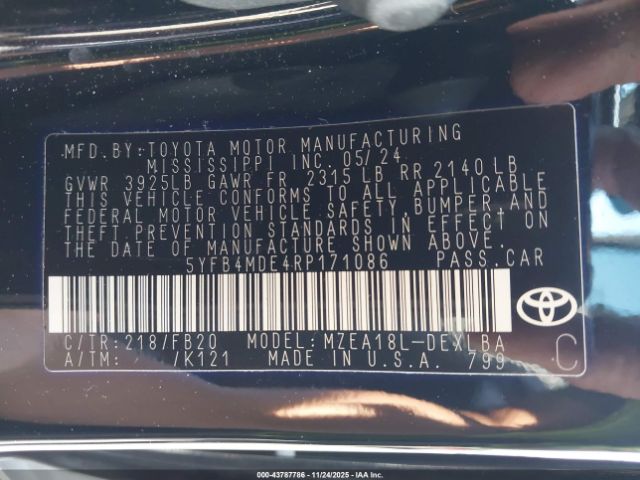 MFD.BY:TOYOTA MOTOR MANUFACTURING
MISSISSIPPI INC. 05/24
GVWR 3925LB GAWR FR 2315 LB RR 2140 LB
THIS VEHICLE CONFORMS TO ALL APPLICABLE
FEDERAL MOTOR VEHICLE SAFETY, BUMPER, AND
THEFT PREVENTION STANDARDS IN EFFECT ON
THE DATE OF MANUFACTURE SHOWN ABOVE.
5YFB4MDE4RP171086 PASS.CAR
C/TR:218/FB20 MODEL:MZEA18L-DEXLBA
A/TM: /K121 MADE IN U.S.A. 799 C
000-43787786 - 11/24/2025 - IAA Inc.